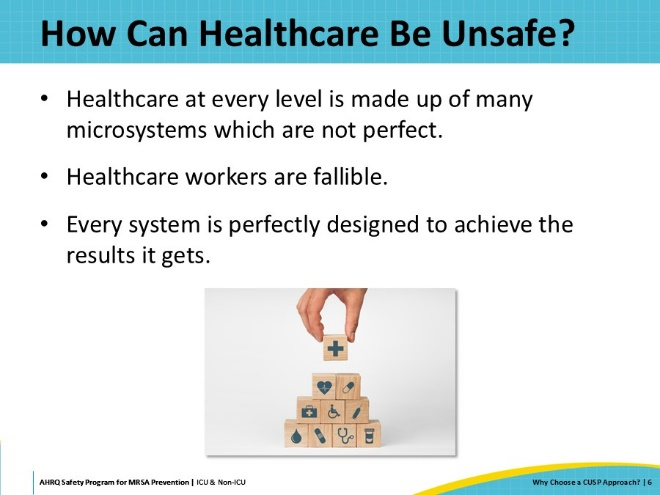 How Can Healthcare Be Unsafe?
• Healthcare at every level is made up of many
microsystems which are not perfect.
• Healthcare workers are fallible.
• Every system is perfectly designed to achieve the
results it gets.
AHRQ Safety Program for MRSA Prevention | ICU & Non-ICU
Why Choose a CUSP Approach? | 6